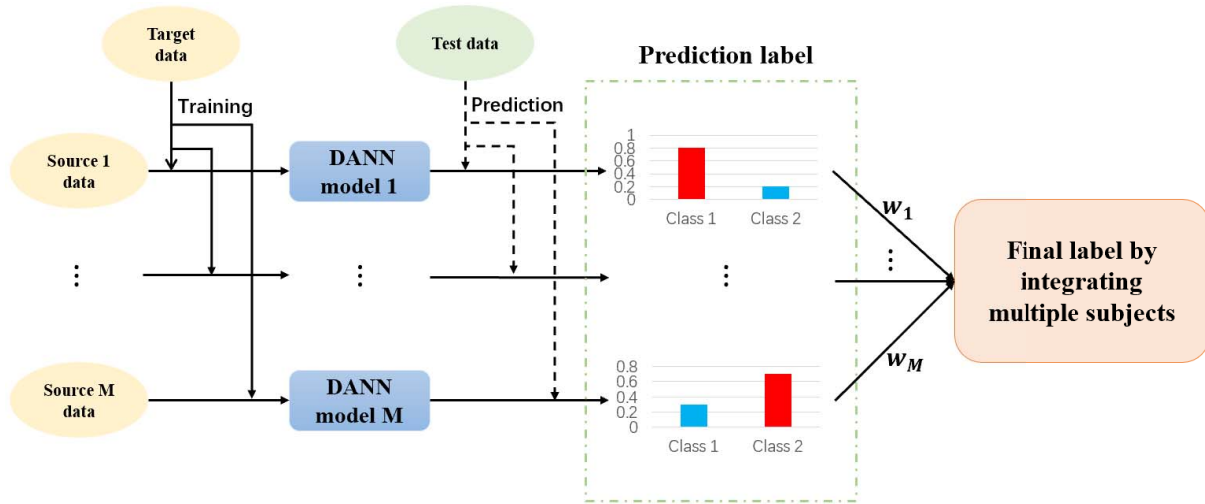 Target
data
Test data
Prediction label
Training
Prediction
Source 1
data
DANN
model 1
1
0.8
0.6
0.4
0.2
0
Class 1 Class 2
w₁
⋮ ⋮ ⋮ ⋮
Final label by
integrating
multiple subjects
Source M
data
DANN
model M
0.8
0.6
0.4
0.2
0
Class 1 Class 2
w_M